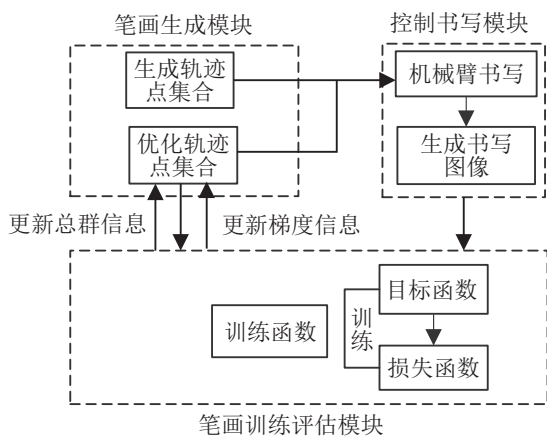 笔画生成模块
控制书写模块
生成轨迹
点集合
机械臂书写
优化轨迹
点集合
生成书写
图像
更新总群信息
更新梯度信息
目标函数
训练函数
训
练
损失函数
笔画训练评估模块